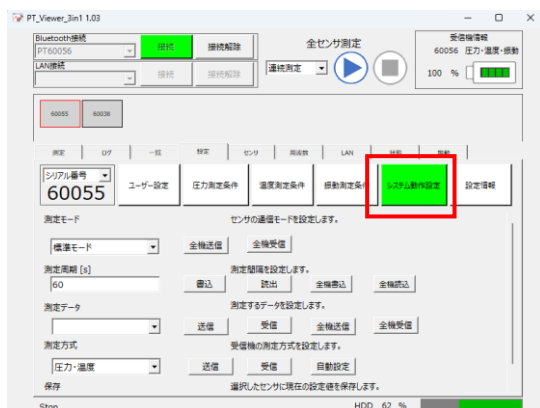 PT_Viewer_3in1 1.03
Bluetooth接続
PT60056
接続
接続解除
全センサ測定
連続測定
受信機情報
60056 圧力・温度・振動
100 %
LAN接続
接続
接続解除
60055
60038
測定
ログ
一覧
設定
センサ
周波数
LAN
シリアル番号
60055
ユーザー設定
圧力測定条件
温度測定条件
振動測定条件
システム動作設定
設定情報
測定モード
センサの通信モードを設定します。
標準モード
全機送信
全機受信
測定周期 [s]
測定間隔を設定します。
60
書込
読出
全機書込
全機読込
測定データ
測定するデータを設定します。
送信
受信
全機送信
全機受信
測定方式
受信機の測定方式を設定します。
圧力・温度
送信
受信
自動設定
保存
選択したセンサに現在の設定値を保存します。
Stop
HDD 62 %